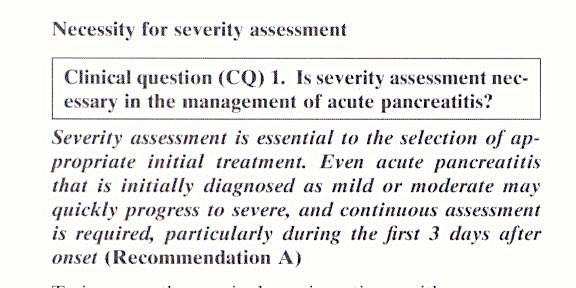 Necessity for severity assessment
Clinical question (CQ) 1. Is severity assessment nec-
essary in the management of acute pancreatitis?
Severity assessment is essential to the selection of ap-
propriate initial treatment. Even acute pancreatitis
that is initially diagnosed as mild or moderate may
quickly progress to severe, and continuous assessment
is required, particularly during the first 3 days after
onset (Recommendation A)